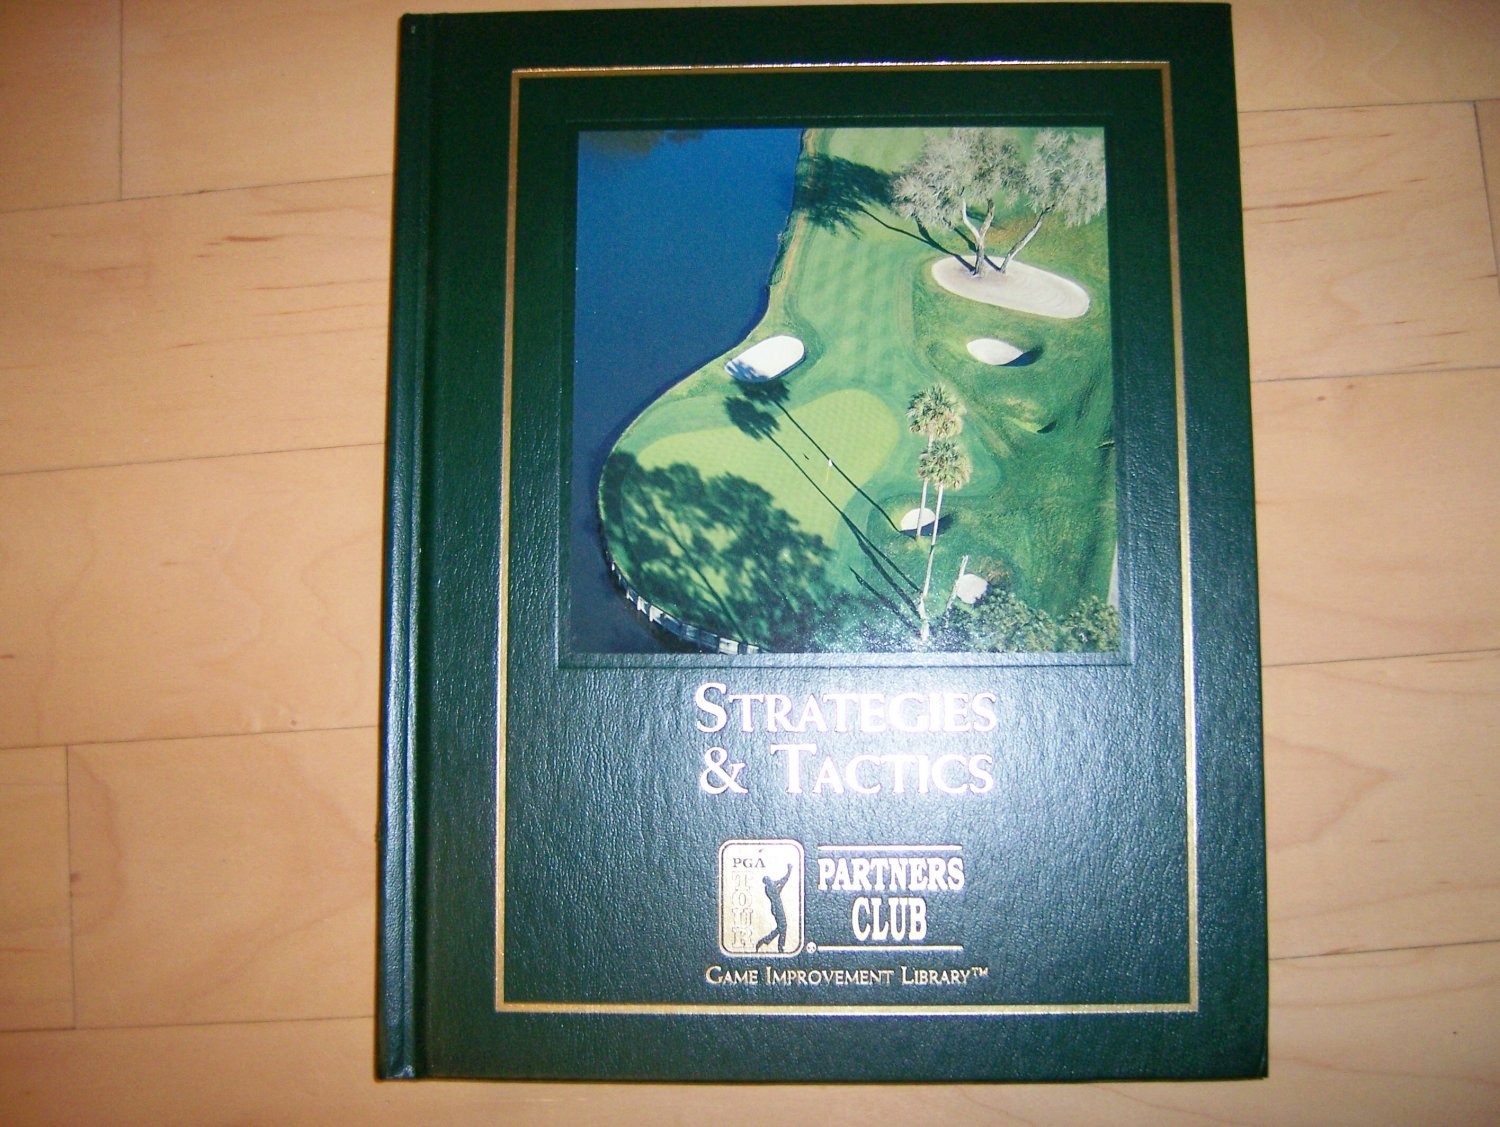 STRATEGIES
& TACTICS
PGA
TOUR
®
PARTNERS
CLUB
GAME IMPROVEMENT LIBRARY™